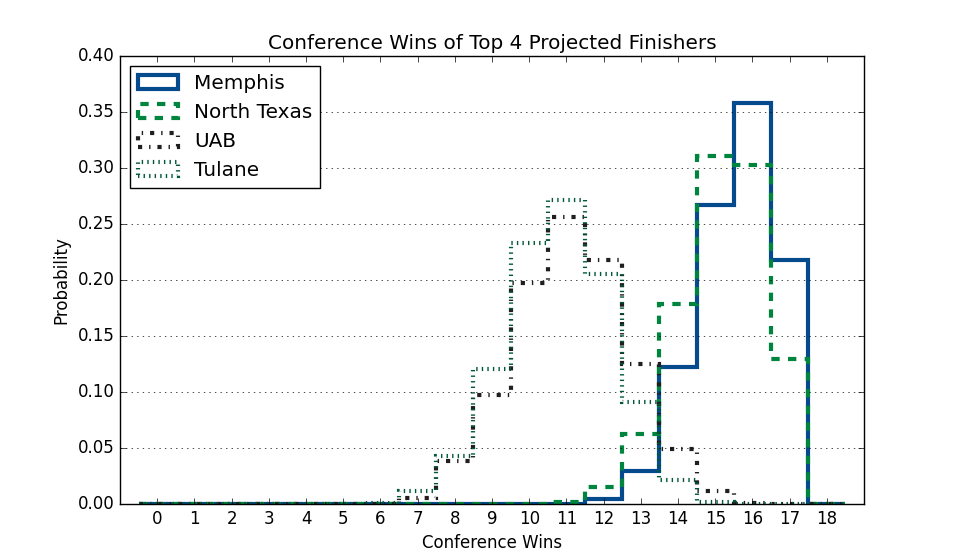 Conference Wins of Top 4 Projected Finishers
0.40
0.35
0.30
0.25
0.20
0.15
0.10
0.05
0.00
Probability
Memphis
North Texas
UAB
Tulane
0 1 2 3 4 5 6 7 8 9 10 11 12 13 14 15 16 17 18
Conference Wins